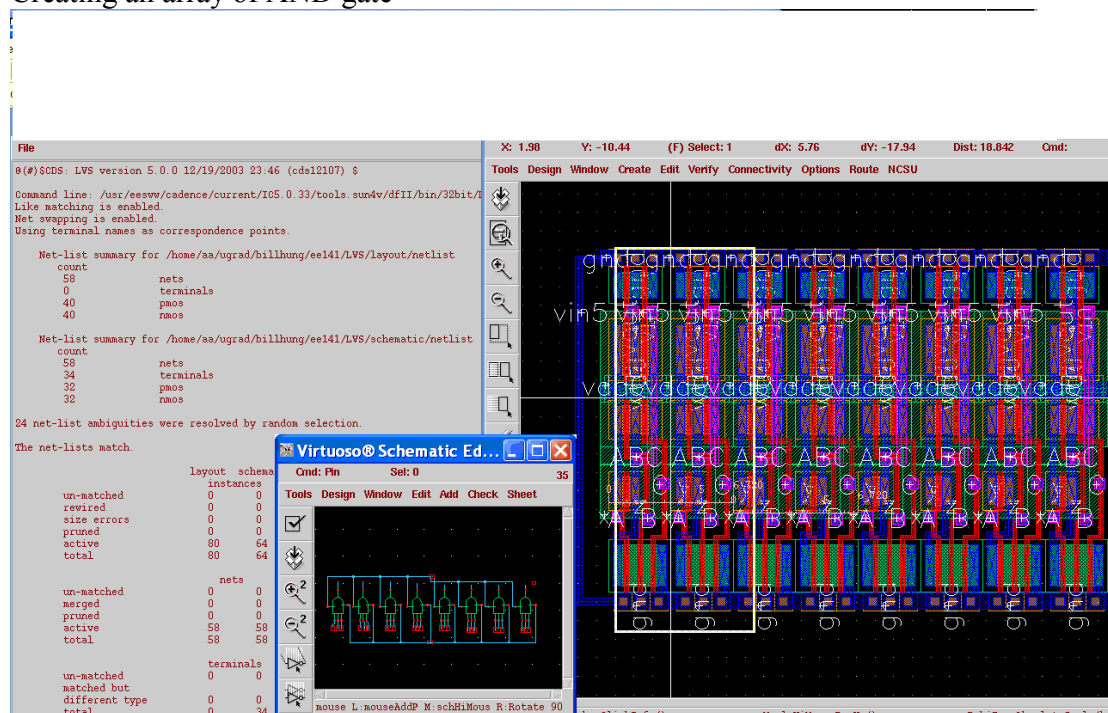 Creating an array of AND gate
File
@(#)$CDS: LVS version 5.0.0 12/19/2003 23:46 (cds12107) $
Command line: /usr/eesww/cadence/current/IC5.0.33/tools.sun4v/dfII/bin/32bit/
Like matching is enabled.
Net swapping is enabled.
Using terminal names as correspondence points.
Net-list summary for /home/aa/ugrad/billhung/ee141/LVS/layout/netlist
count
58 nets
0 terminals
40 pmos
40 nmos
Net-list summary for /home/aa/ugrad/billhung/ee141/LVS/schematic/netlist
count
58 nets
34 terminals
32 pmos
32 nmos
24 net-list ambiguities were resolved by random selection.
The net-lists match.
layout schema
instances
un-matched 0 0
rewired 0 0
size errors 0 0
pruned 0 0
active 80 64
total 80 64
nets
un-matched 0 0
merged 0 0
pruned 0 0
active 58 58
total 58 58
terminals
un-matched 0 0
matched but
different type 0 0
total 0 34
Virtuoso® Schematic Ed...
Cmd: Pin Sel: 0 35
Tools Design Window Edit Add Check Sheet
mouse L:mouseAddP M:schHiMous R:Rotate 90
X: 1.98 Y: -10.44 (F) Select: 1 dX: 5.76 dY: -17.94 Dist: 18.842 Cmd:
Tools Design Window Create Edit Verify Connectivity Options Route NCSU